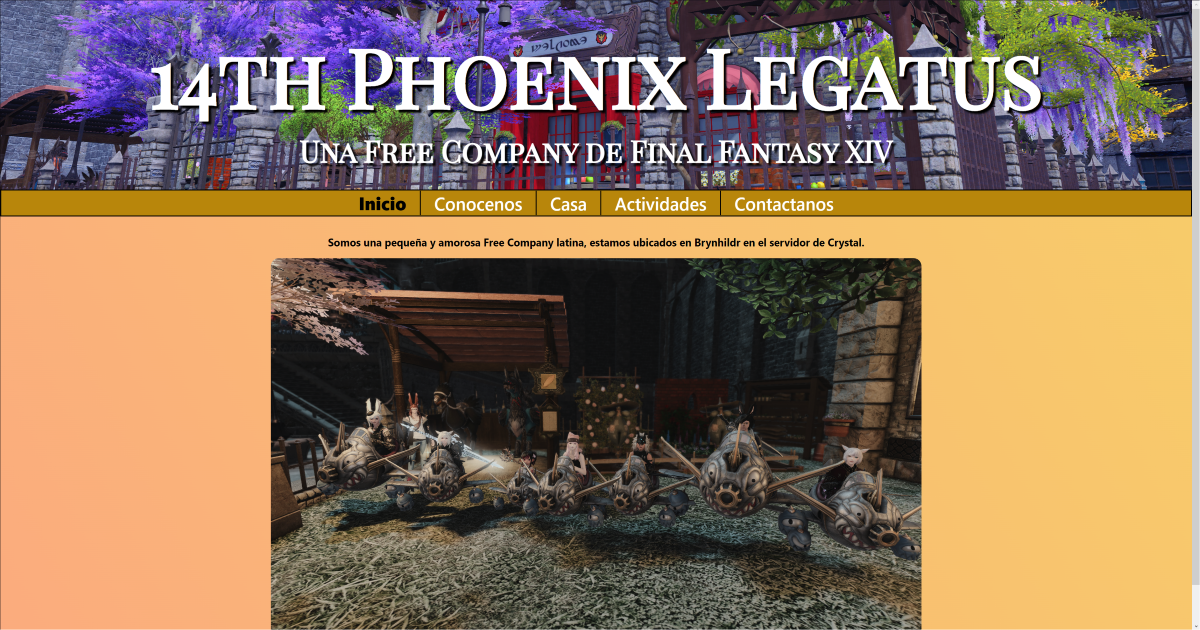 Welcome
14TH PHOENIX LEGATUS
UNA FREE COMPANY DE FINAL FANTASY XIV
Inicio
Conocenos
Casa
Actividades
Contactanos
Somos una pequeña y amorosa Free Company latina, estamos ubicados en Brynhildr en el servidor de Crystal.